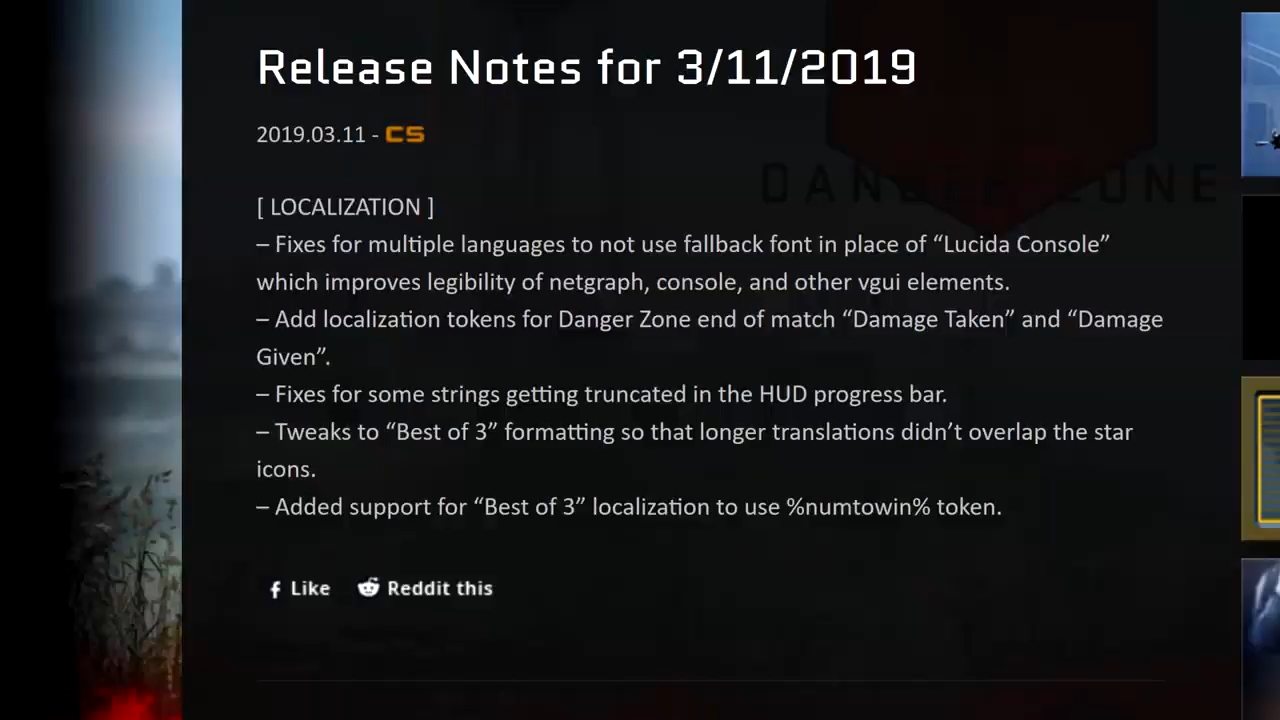 Release Notes for 3/11/2019
2019.03.11 - CS
[ LOCALIZATION ]
– Fixes for multiple languages to not use fallback font in place of “Lucida Console”
which improves legibility of netgraph, console, and other vgui elements.
– Add localization tokens for Danger Zone end of match “Damage Taken” and “Damage
Given”.
– Fixes for some strings getting truncated in the HUD progress bar.
– Tweaks to “Best of 3” formatting so that longer translations didn’t overlap the star
icons.
– Added support for “Best of 3” localization to use %numtowin% token.
Like Reddit this
DANGER ZONE